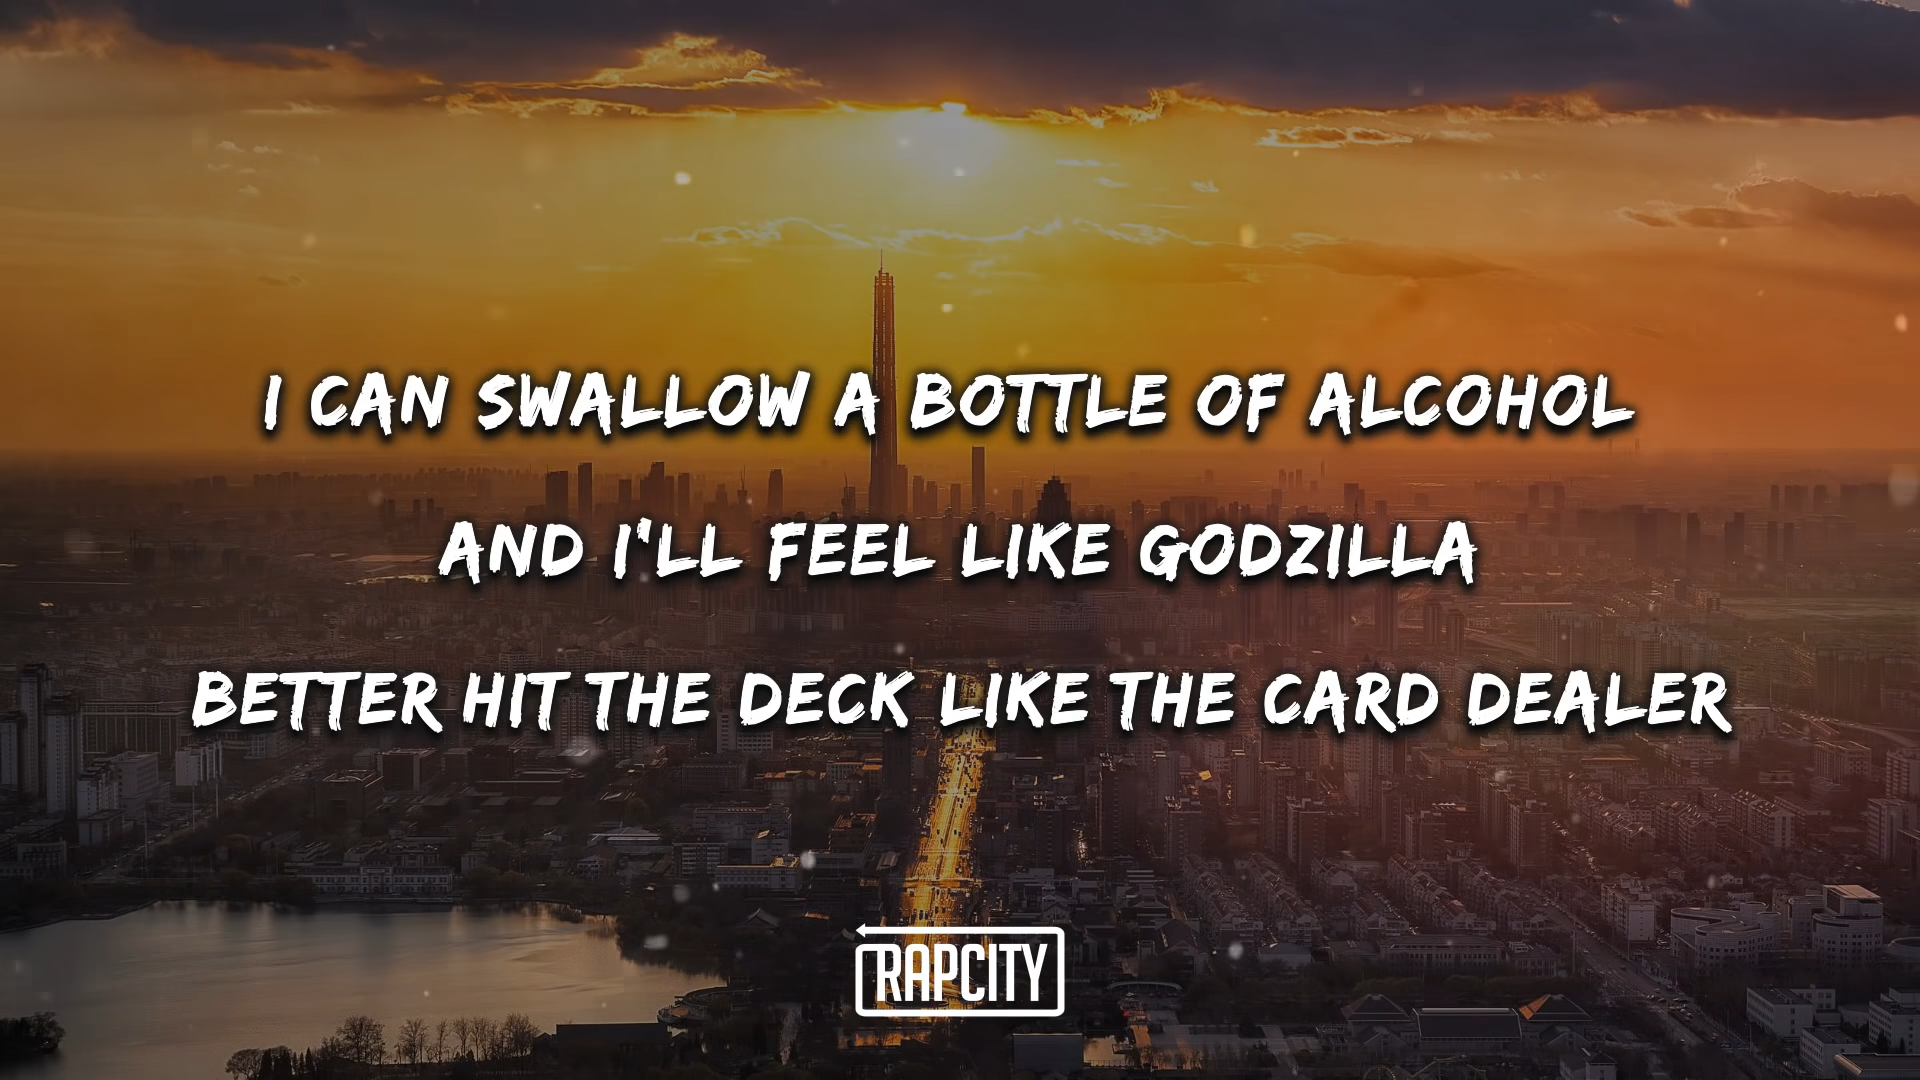 I CAN SWALLOW A BOTTLE OF ALCOHOL
AND I'LL FEEL LIKE GODZILLA
BETTER HIT THE DECK LIKE THE CARD DEALER
RAPCITY